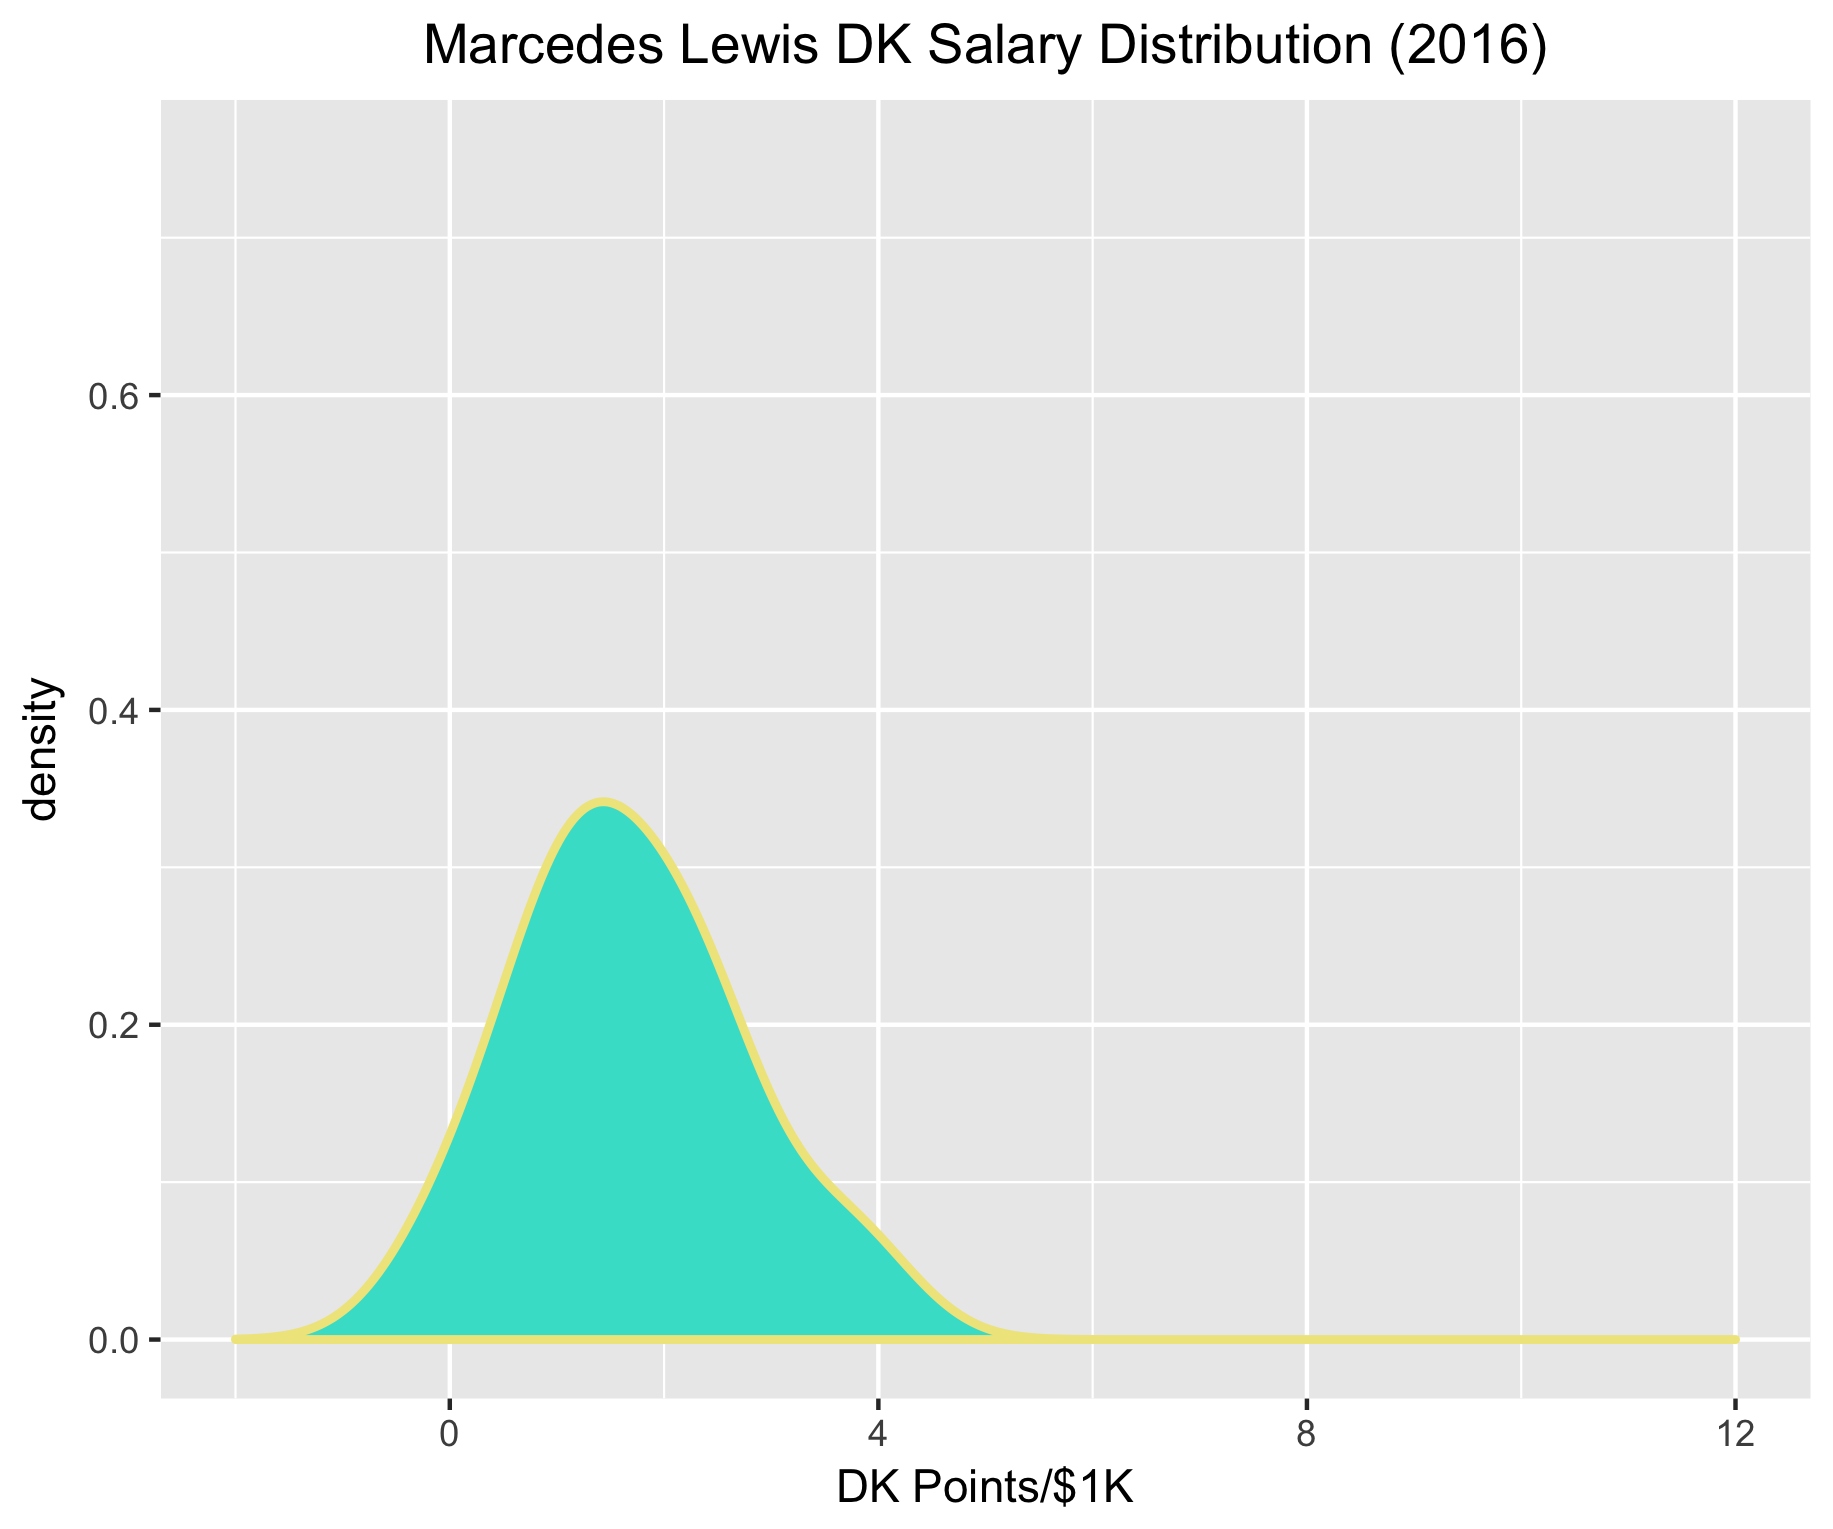 Marcedes Lewis DK Salary Distribution (2016)
density
0.6
0.4
0.2
0.0
0 4 8 12
DK Points/$1K